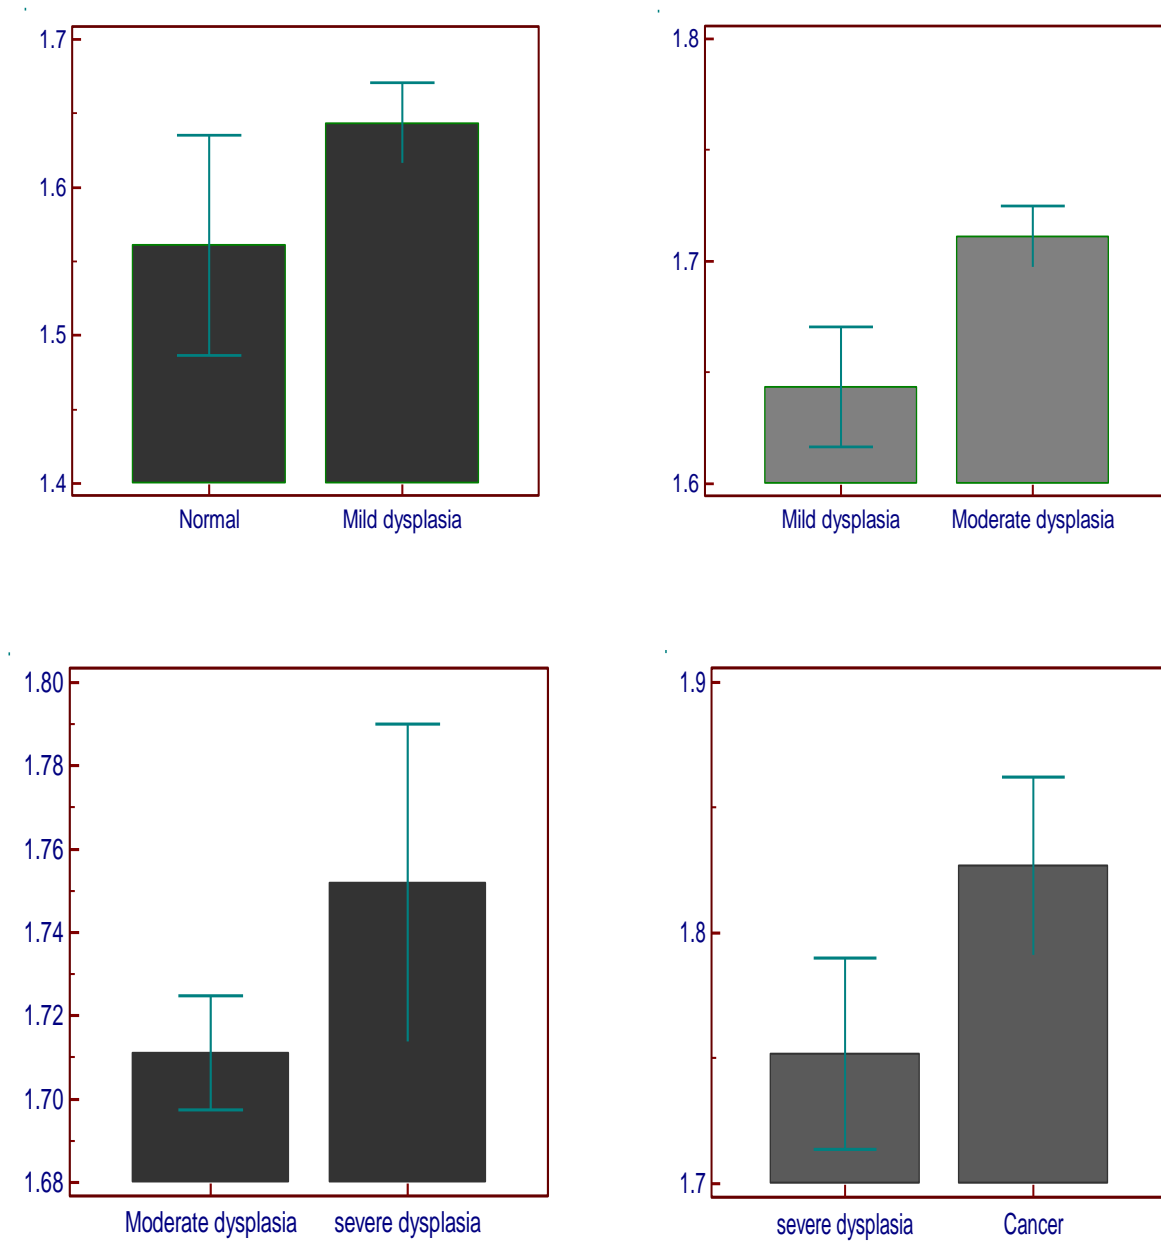 1.7
1.6
1.5
1.4
Normal
Mild dysplasia
1.8
1.7
1.6
Mild dysplasia
Moderate dysplasia
1.80
1.78
1.76
1.74
1.72
1.70
1.68
Moderate dysplasia
severe dysplasia
1.9
1.8
1.7
severe dysplasia
Cancer